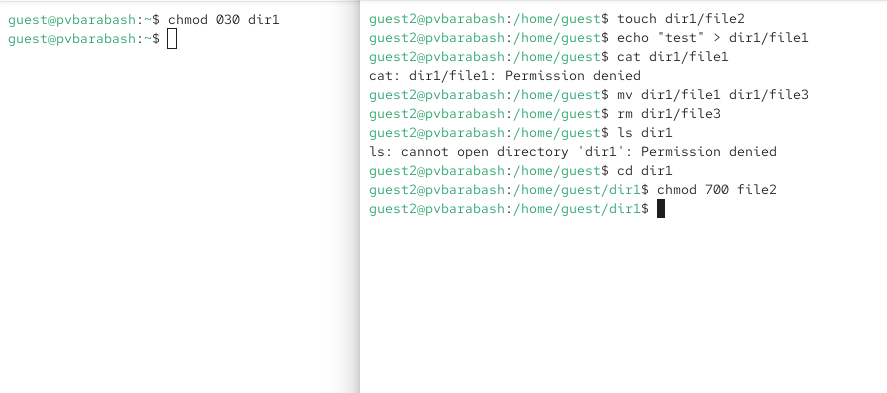 guest@pvbarabash:~$ chmod 030 dir1
guest@pvbarabash:~$
guest2@pvbarabash:/home/guest$ touch dir1/file2
guest2@pvbarabash:/home/guest$ echo "test" > dir1/file1
guest2@pvbarabash:/home/guest$ cat dir1/file1
cat: dir1/file1: Permission denied
guest2@pvbarabash:/home/guest$ mv dir1/file1 dir1/file3
guest2@pvbarabash:/home/guest$ rm dir1/file3
guest2@pvbarabash:/home/guest$ ls dir1
ls: cannot open directory 'dir1': Permission denied
guest2@pvbarabash:/home/guest$ cd dir1
guest2@pvbarabash:/home/guest/dir1$ chmod 700 file2
guest2@pvbarabash:/home/guest/dir1$